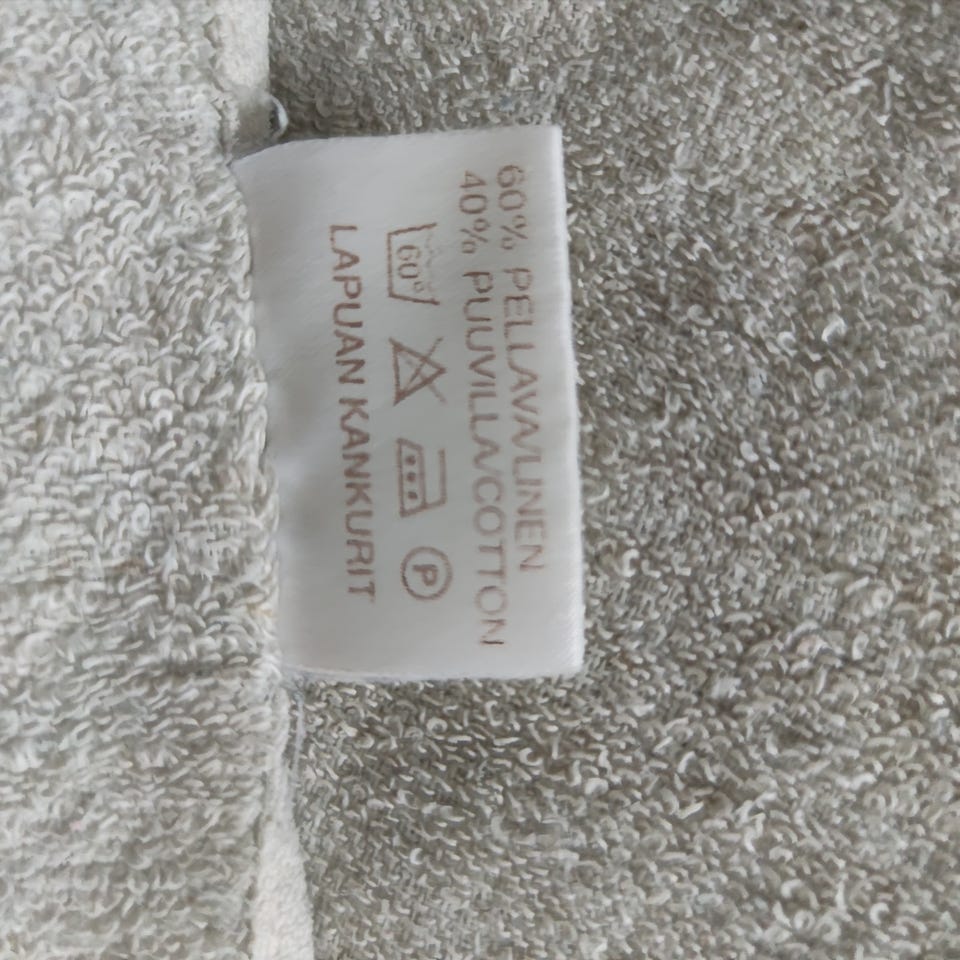 60% PELLAVA/LINEN
40% PUUVILLA/COTTON
60°
P
LAPUAN KANKURIT